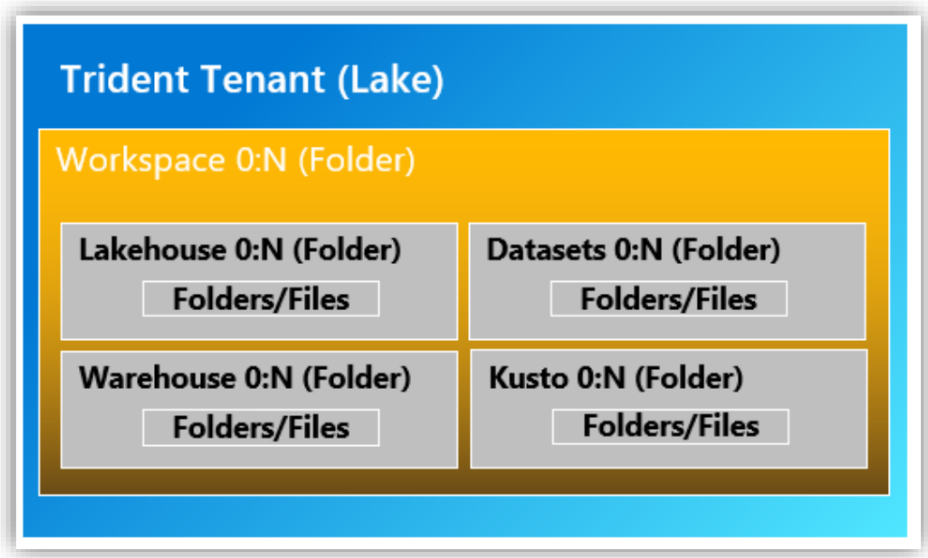 Trident Tenant (Lake)
Workspace 0:N (Folder)
Lakehouse 0:N (Folder)
Folders/Files
Datasets 0:N (Folder)
Folders/Files
Warehouse 0:N (Folder)
Folders/Files
Kusto 0:N (Folder)
Folders/Files